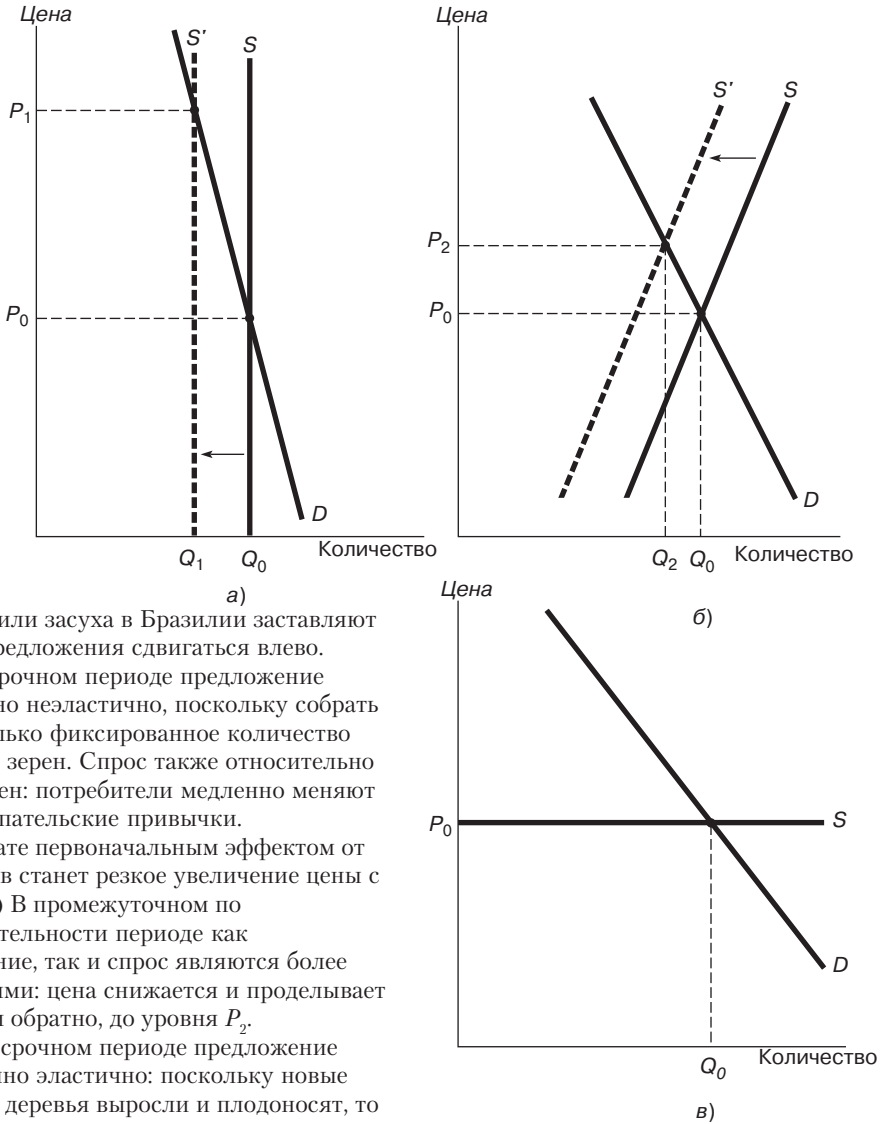 Цена
S' S
P₁
P₀
D
Q₁ Q₀ Количество
а)
Цена
S' S
P₂
P₀
D
Q₂ Q₀ Количество
б)
или засуха в Бразилии заставляют
редложения сдвигаться влево.
рочном периоде предложение
но неэластично, поскольку собрать
лько фиксированное количество
зерен. Спрос также относительно
ен: потребители медленно меняют
пательские привычки.
ате первоначальным эффектом от
в станет резкое увеличение цены с
) В промежуточном по
тельности периоде как
ние, так и спрос являются более
ми: цена снижается и проделывает
и обратно, до уровня P₂.
срочном периоде предложение
но эластично: поскольку новые
деревья выросли и плодоносят, то
Цена
P₀
S
D
Q₀ Количество
в)